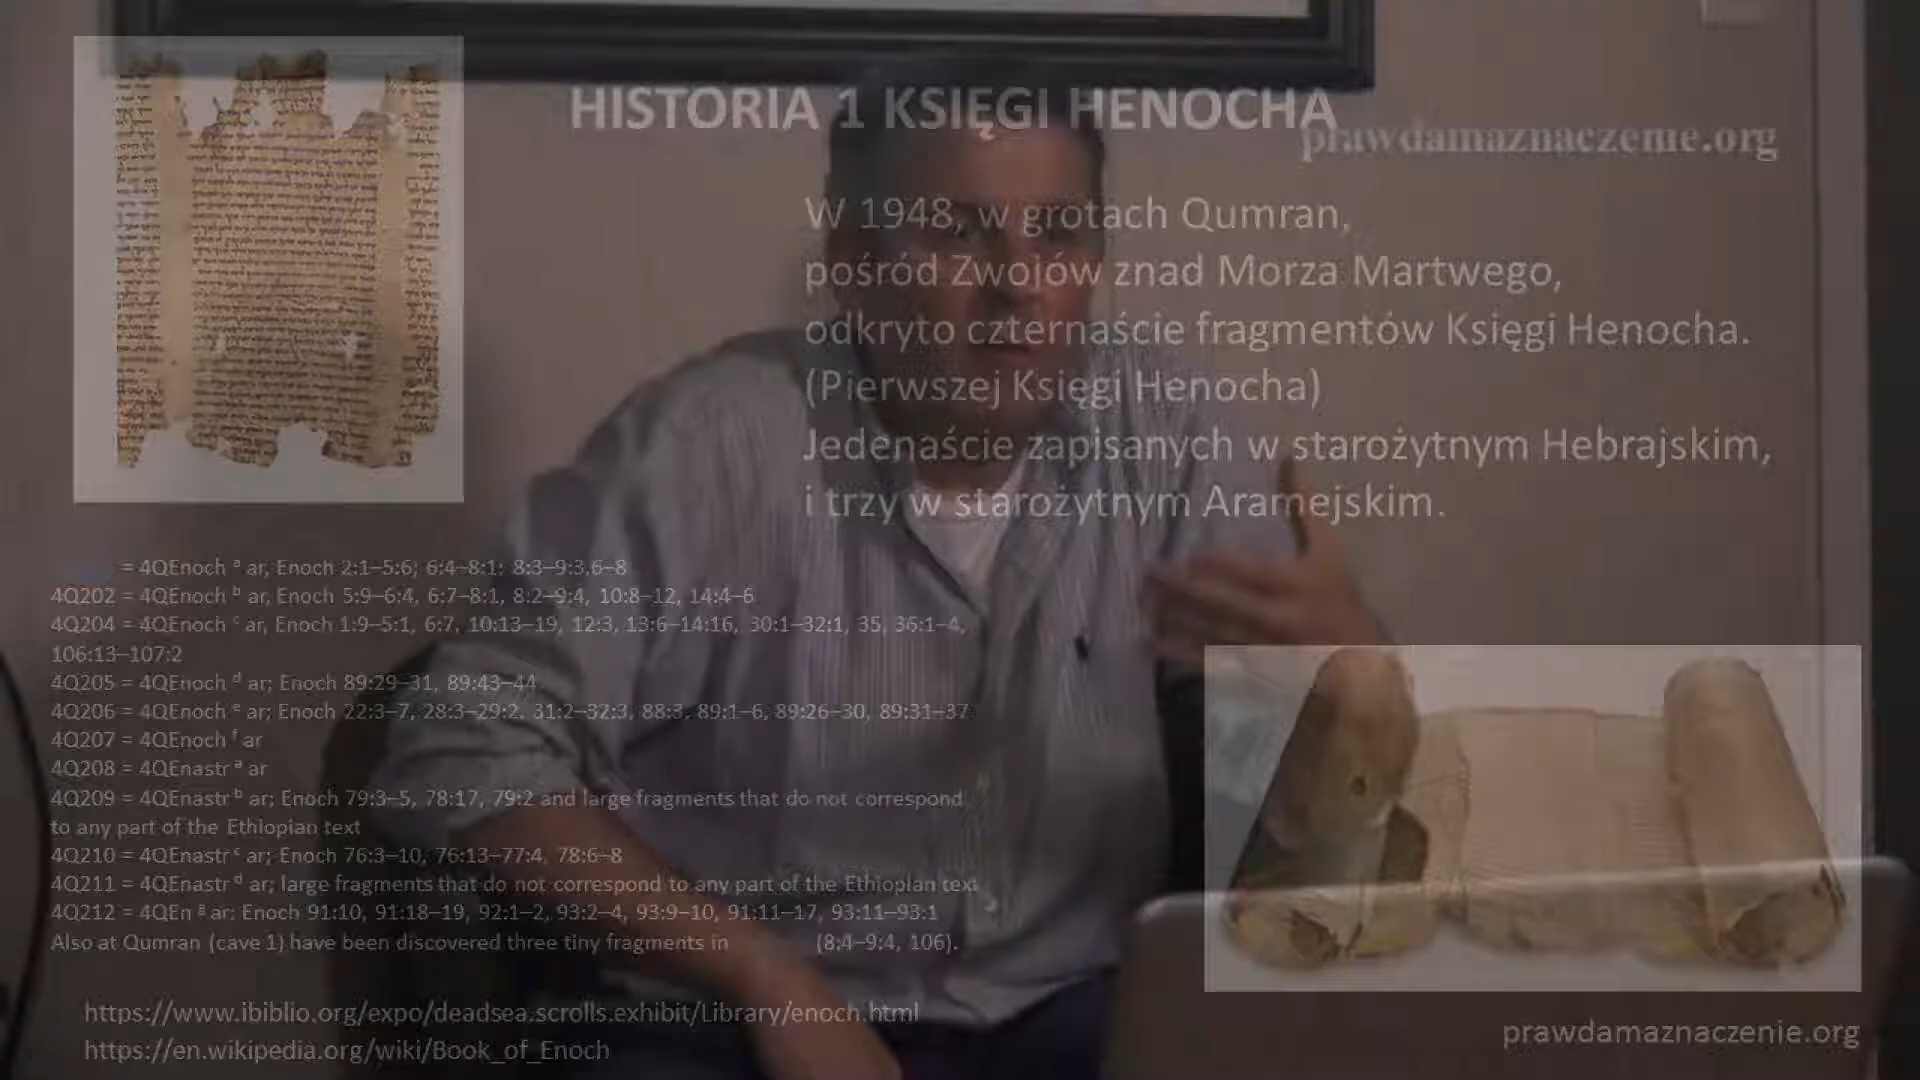 HISTORIA 1 KSIĘGI HENOCHA
prawdamaznaczenie.org
W 1948, w grotach Qumran,
pośród Zwojów znad Morza Martwego,
odkryto czternaście fragmentów Księgi Henocha.
(Pierwszej Księgi Henocha)
Jedenaście zapisanych w starożytnym Hebrajskim,
i trzy w starożytnym Aramejskim.
= 4QEnoch ª ar, Enoch 2:1–5:6; 6:4–8:1; 8:3–9:3,6–8
4Q202 = 4QEnoch ᵇ ar, Enoch 5:9–6:4, 6:7–8:1, 8:2–9:4, 10:8–12, 14:4–6
4Q204 = 4QEnoch ᶜ ar, Enoch 1:9–5:1, 6:7, 10:13–19, 12:3, 13:6–14:16, 30:1–32:1, 35, 36:1–4,
106:13–107:2
4Q205 = 4QEnoch ᵈ ar; Enoch 89:29–31, 89:43–44
4Q206 = 4QEnoch ᵉ ar; Enoch 22:3–7, 28:3–29:2, 31:2–32:3, 88:3, 89:1–6, 89:26–30, 89:31–37
4Q207 = 4QEnoch ᶠ ar
4Q208 = 4QEnastr ª ar
4Q209 = 4QEnastr ᵇ ar; Enoch 79:3–5, 78:17, 79:2 and large fragments that do not correspond
to any part of the Ethiopian text
4Q210 = 4QEnastr ᶜ ar; Enoch 76:3–10, 76:13–77:4, 78:6–8
4Q211 = 4QEnastr ᵈ ar; large fragments that do not correspond to any part of the Ethiopian text
4Q212 = 4QEn ᵍ ar; Enoch 91:10, 91:18–19, 92:1–2, 93:2–4, 93:9–10, 91:11–17, 93:11–93:1
Also at Qumran (cave 1) have been discovered three tiny fragments in (8:4–9:4, 106).
https://www.ibiblio.org/expo/deadsea.scrolls.exhibit/Library/enoch.html
https://en.wikipedia.org/wiki/Book_of_Enoch
prawdamaznaczenie.org